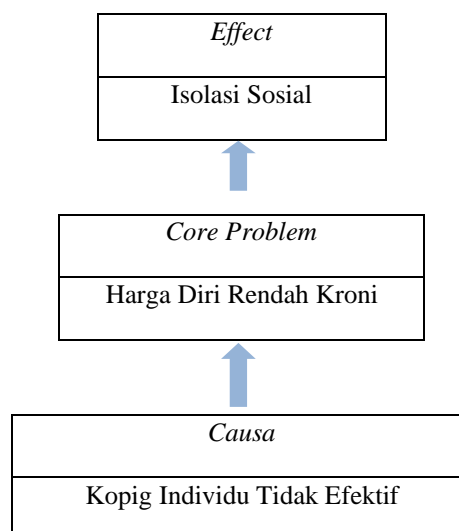 Effect
Isolasi Sosial
Core Problem
Harga Diri Rendah Kroni
Causa
Kopig Individu Tidak Efektif